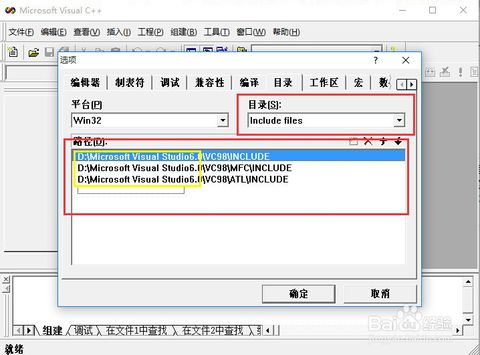 Microsoft Visual C++
文件(F) 编辑(E) 查看(V) 插入(I) 工程(P) 组建(B) 工具(T) 窗口(W) 帮助(H)
选项
编辑器 制表符 调试 兼容性 编译 目录 工作区 宏
平台(P) 目录(S):
Win32 Include files
路径(D):
D:\Microsoft Visual Studio6.0\VC98\INCLUDE
D:\Microsoft Visual Studio6.0\VC98\MFC\INCLUDE
D:\Microsoft Visual Studio6.0\VC98\ATL\INCLUDE
确定 取消
组建 调试 在文件1中查找 在文件2中查找
就绪
Baidu经验